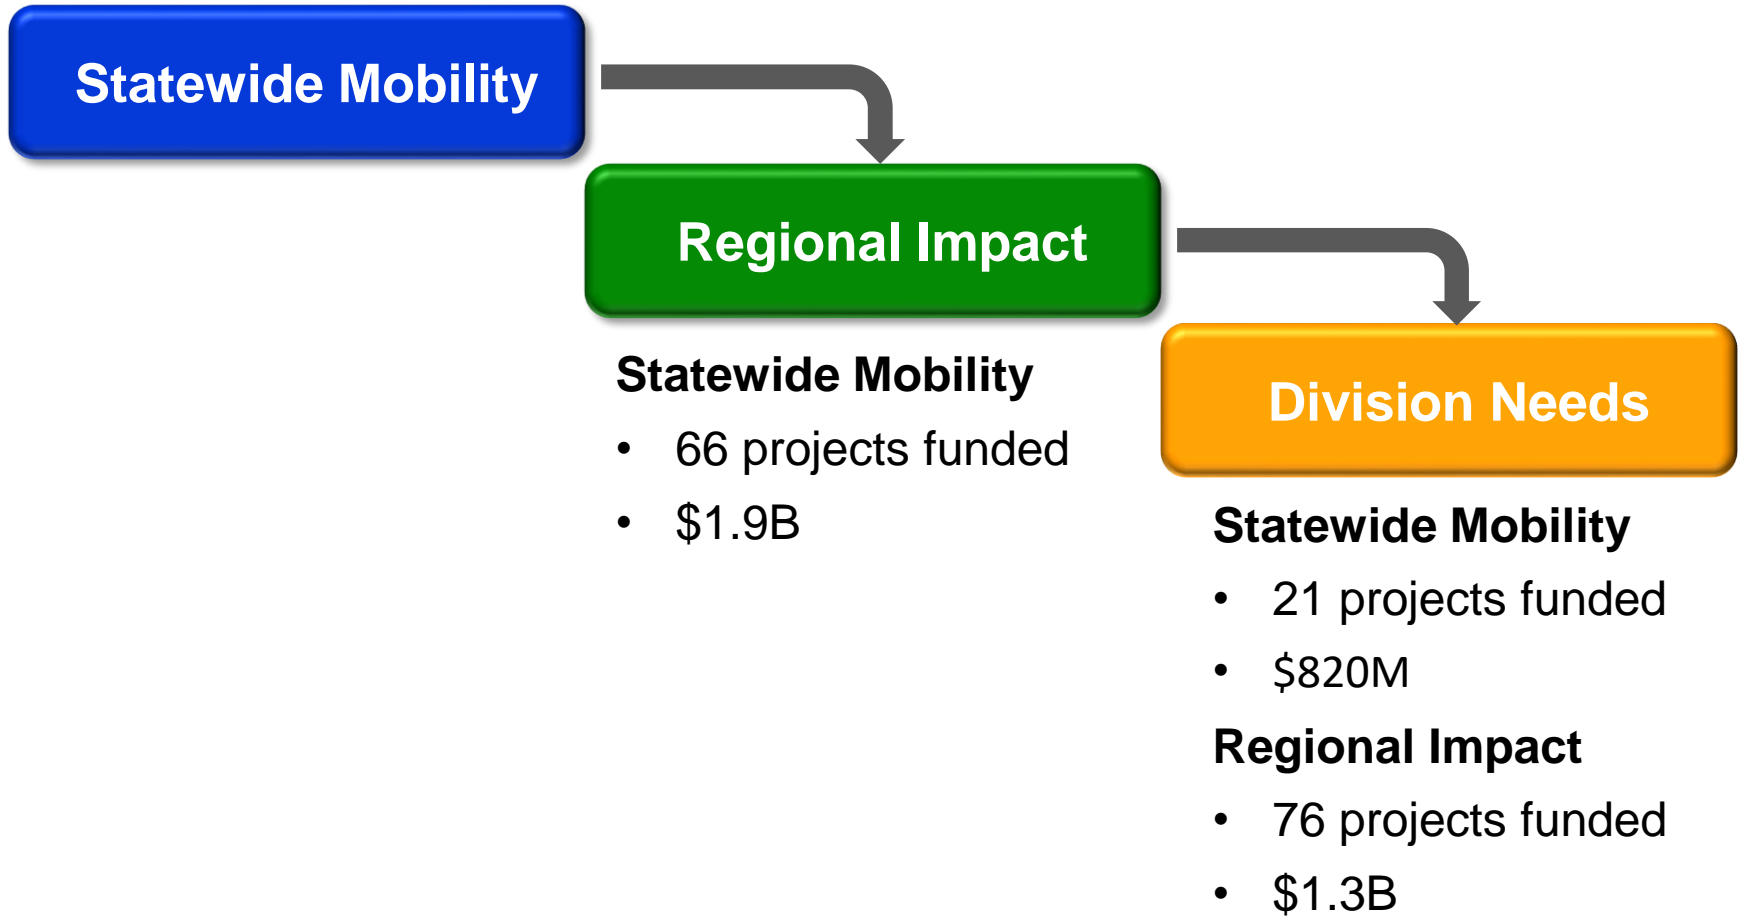 Statewide Mobility
Regional Impact
Statewide Mobility
• 66 projects funded
• $1.9B
Division Needs
Statewide Mobility
• 21 projects funded
• $820M
Regional Impact
• 76 projects funded
• $1.3B